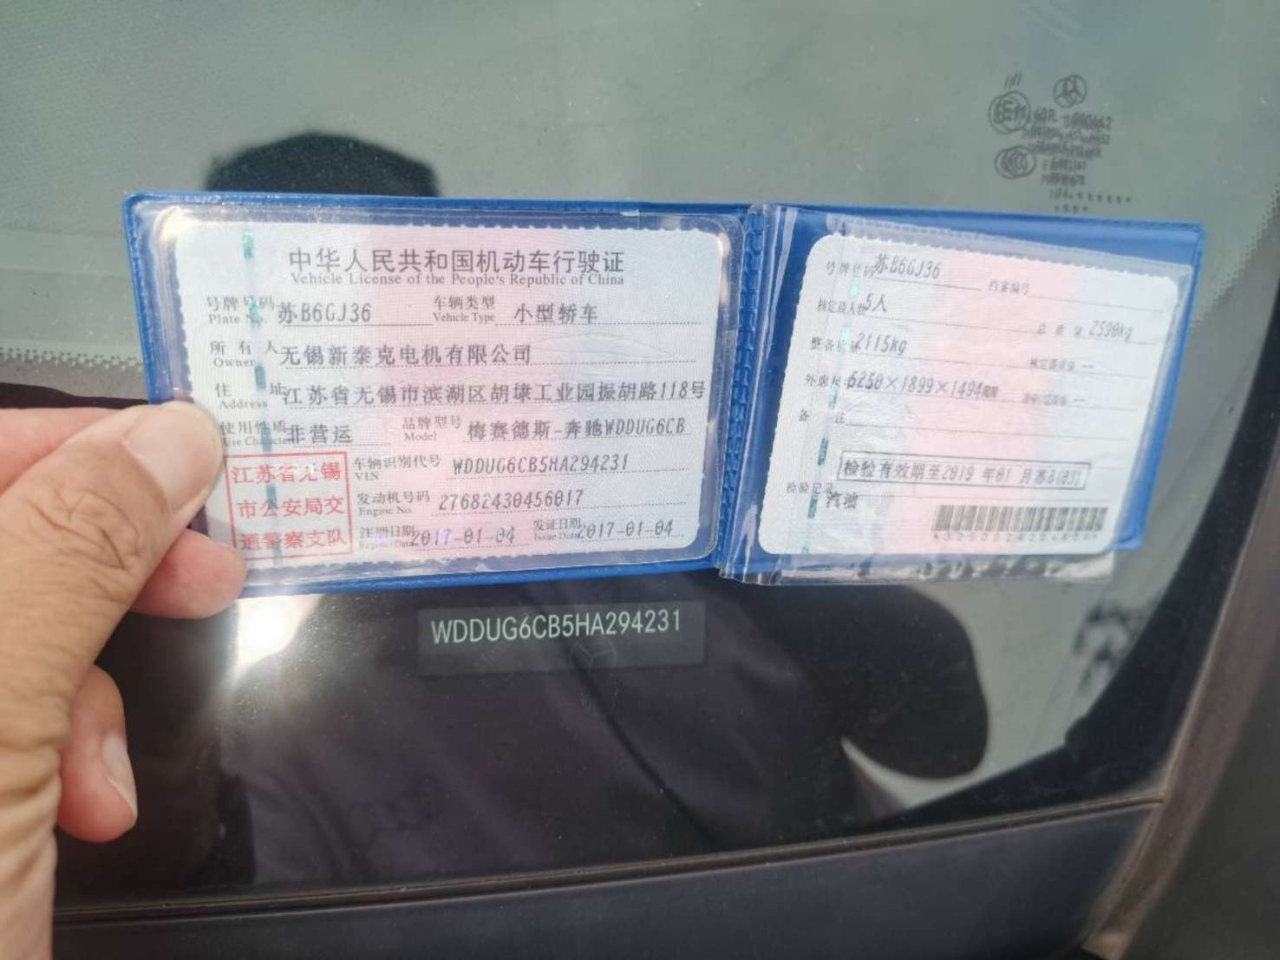 中华人民共和国机动车行驶证
Vehicle License of the People's Republic of China
号牌号码 苏B6GJ36 车辆类型 小型轿车
Plate No. Vehicle Type
所有人 无锡新泰克电机有限公司
Owner
住址 江苏省无锡市滨湖区胡埭工业园振胡路118号
Address
使用性质 非营运 品牌型号 梅赛德斯-奔驰WDDUG6CB
Use Character Model
江苏省无锡
市公安局交
通警察支队
车辆识别代号 WDDUG6CB5HA294231
VIN
发动机号码 27682430456017
Engine No.
注册日期 2017-01-04 发证日期 2017-01-04
Issue Date
号牌号码 苏B6GJ36 档案编号
核定载人数 5人 总质量 2590kg
整备质量 2115kg 核定载质量 --
外廓尺寸 5250×1899×1494 --
备注
检验有效期至2019年01月苏B(03)
检验记录
汽油
WDDUG6CB5HA294231